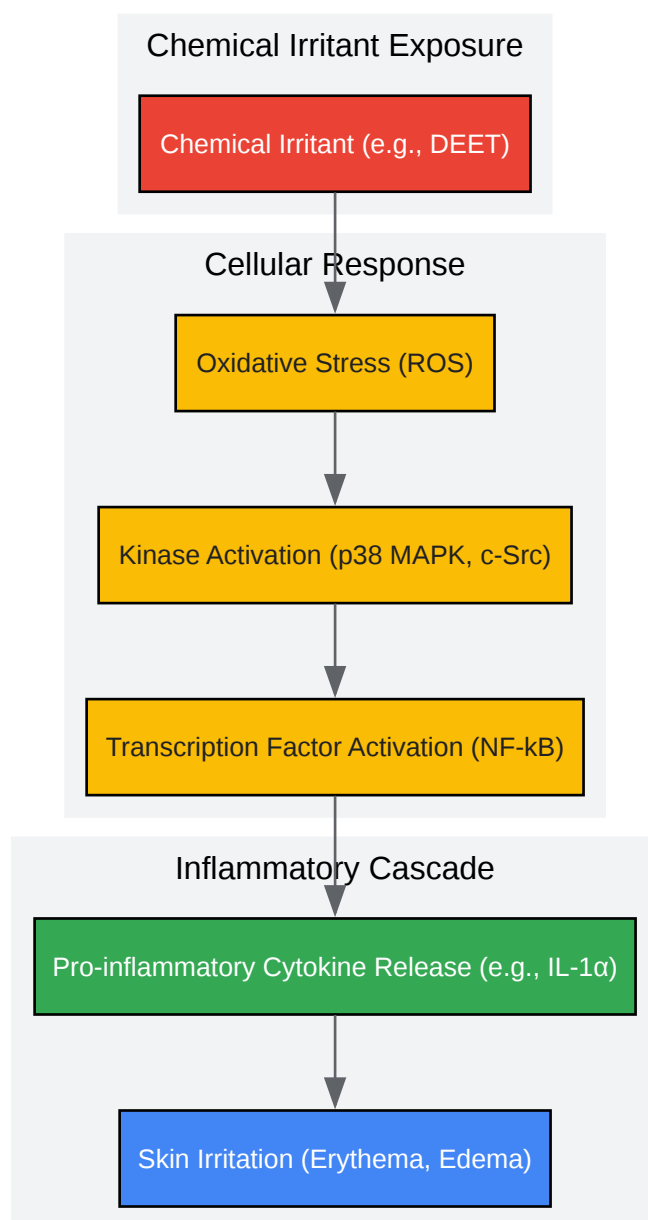 Chemical Irritant Exposure
Chemical Irritant (e.g., DEET)
Cellular Response
Oxidative Stress (ROS)
Kinase Activation (p38 MAPK, c-Src)
Transcription Factor Activation (NF-kB)
Inflammatory Cascade
Pro-inflammatory Cytokine Release (e.g., IL-1α)
Skin Irritation (Erythema, Edema)